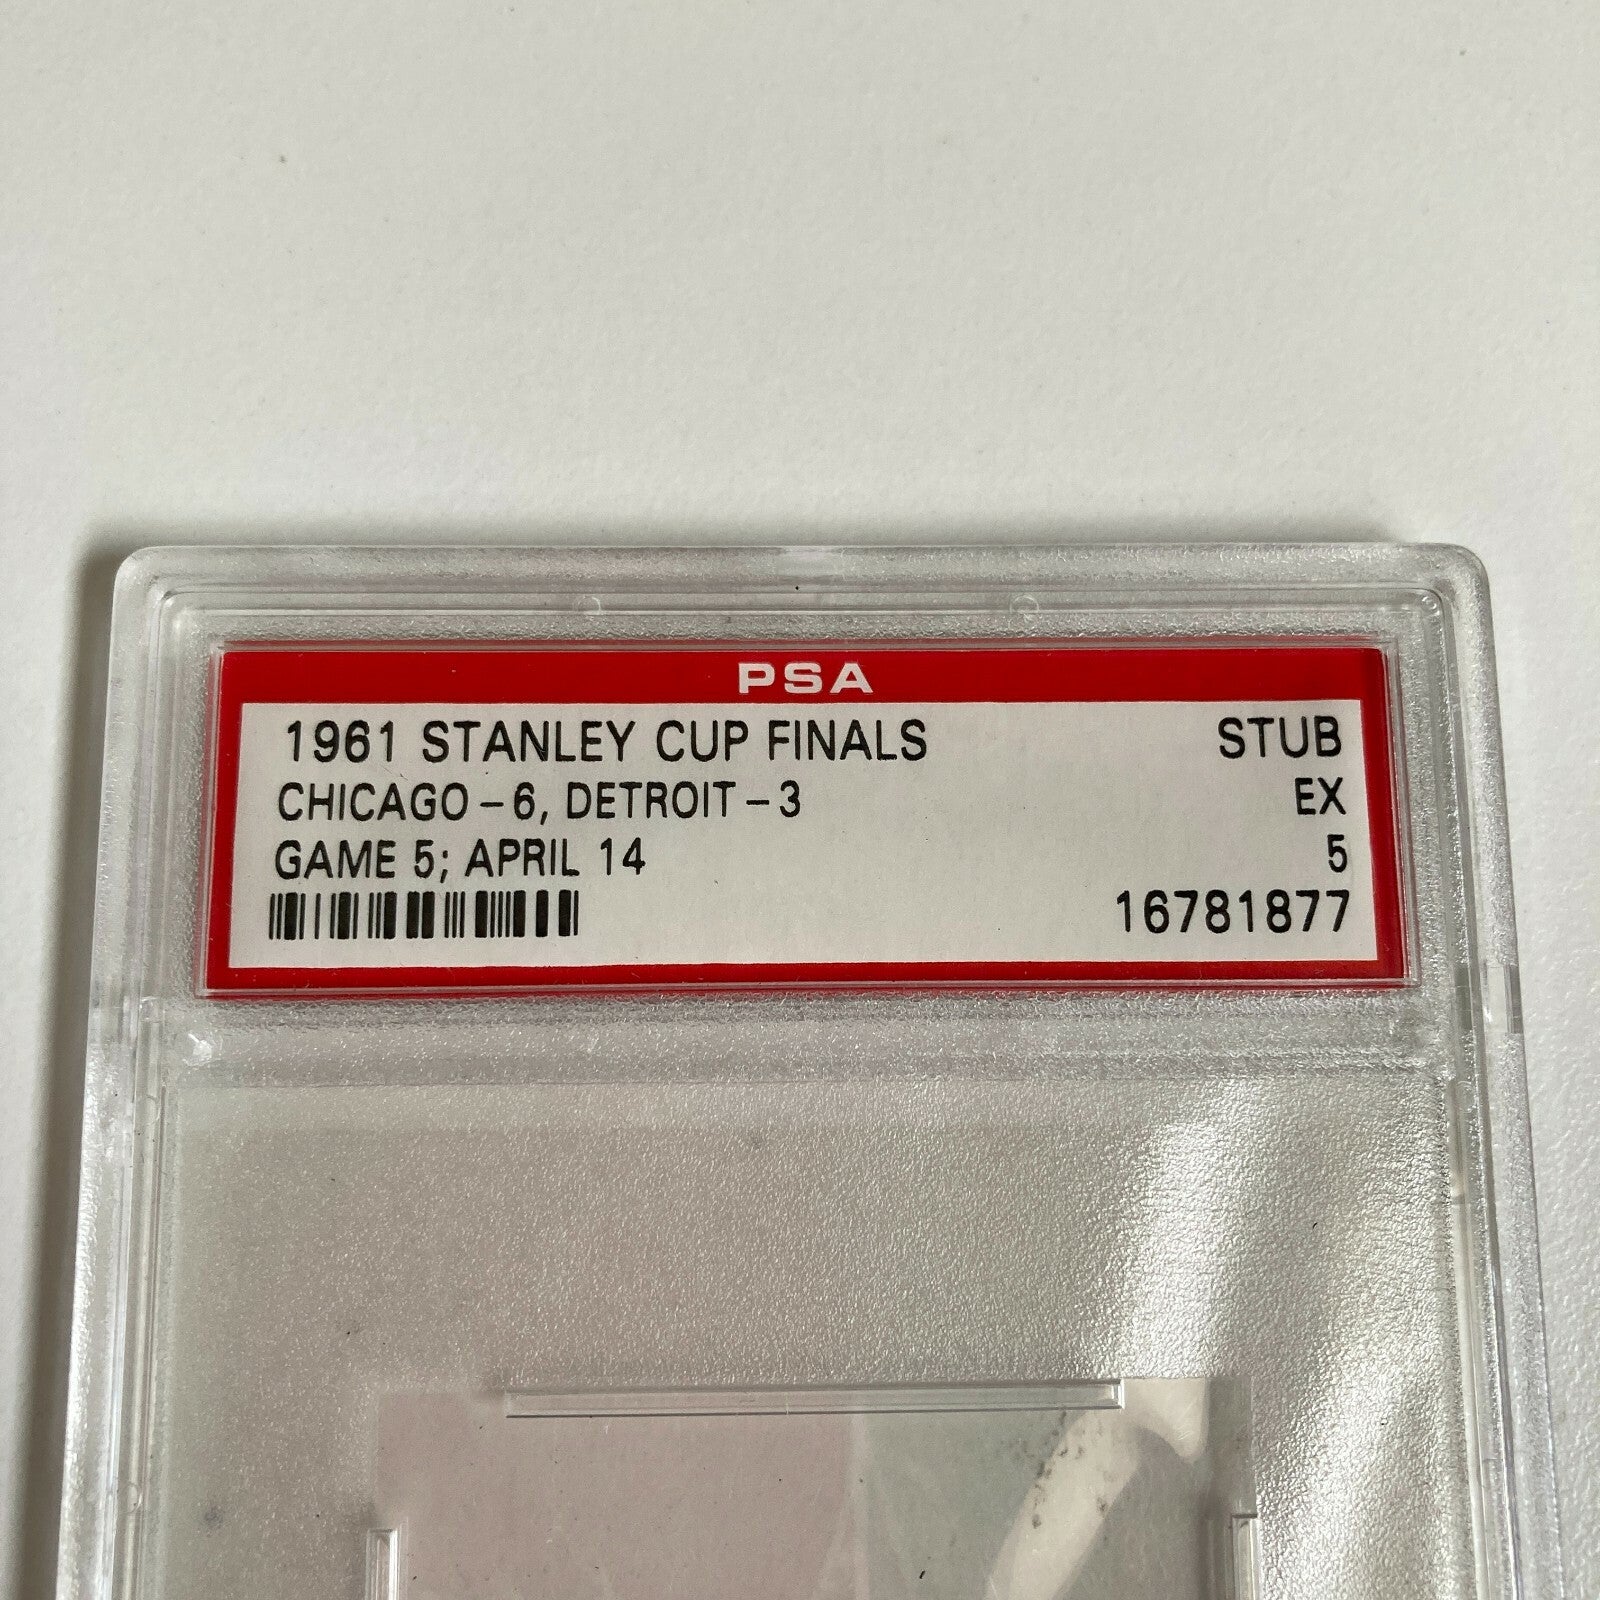 PSA
1961 STANLEY CUP FINALS STUB
CHICAGO - 6, DETROIT - 3 EX
GAME 5; APRIL 14 5
16781877